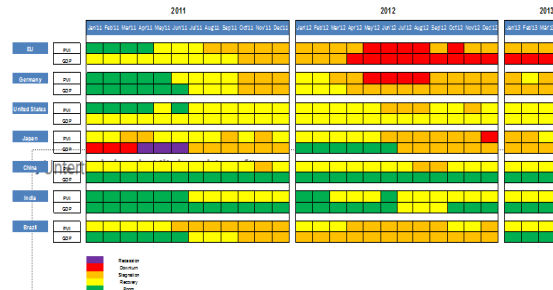 2011 2012 2013
Jan11 Feb11 Mar11 Apr11 May11 Jun11 Jul11 Aug11 Sep11 Oct11 Nov11 Dec11 Jan12 Feb12 Mar12 Apr12 May12 Jun12 Jul12 Aug12 Sep12 Oct12 Nov12 Dec12 Jan13 Feb13 Mar13
EU PMI
GDP
Germany PMI
GDP
United States PMI
GDP
Japan PMI
GDP
China PMI
GDP
India PMI
GDP
Brazil PMI
GDP
Recession
Downturn
Stagnation
Recovery
Boom